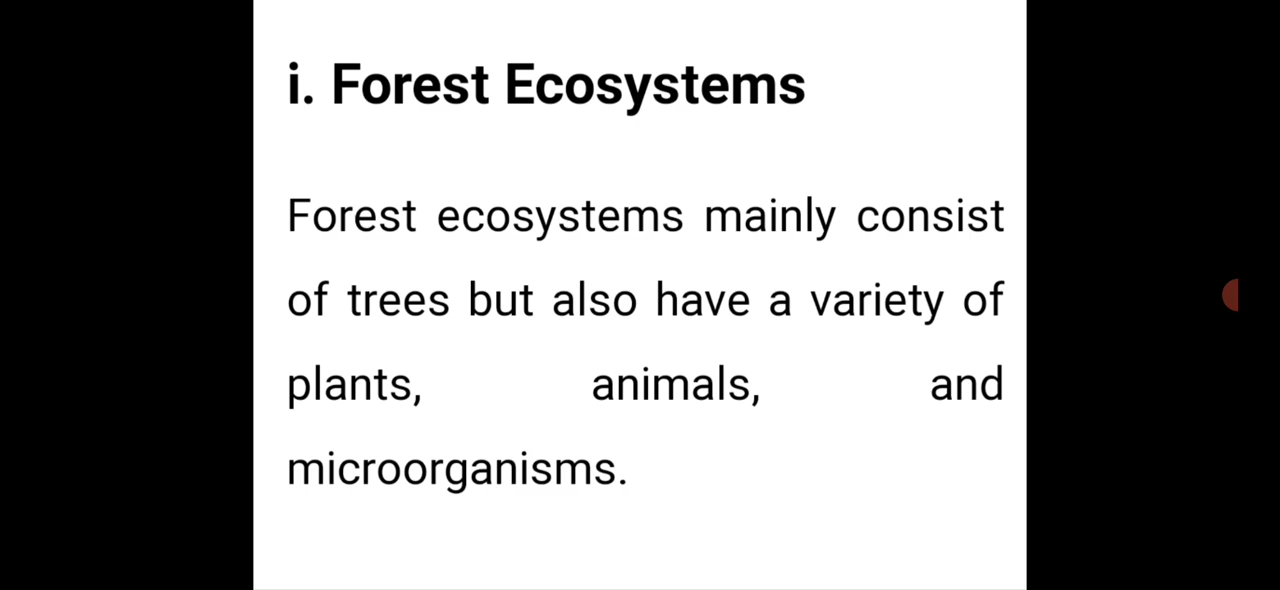 i. Forest Ecosystems
Forest ecosystems mainly consist
of trees but also have a variety of
plants, animals, and
microorganisms.